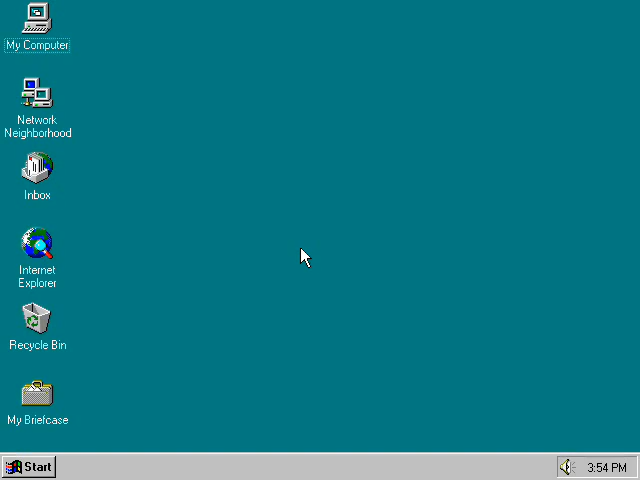 My Computer
Network
Neighborhood
Inbox
Internet
Explorer
Recycle Bin
My Briefcase
Start
3:54 PM